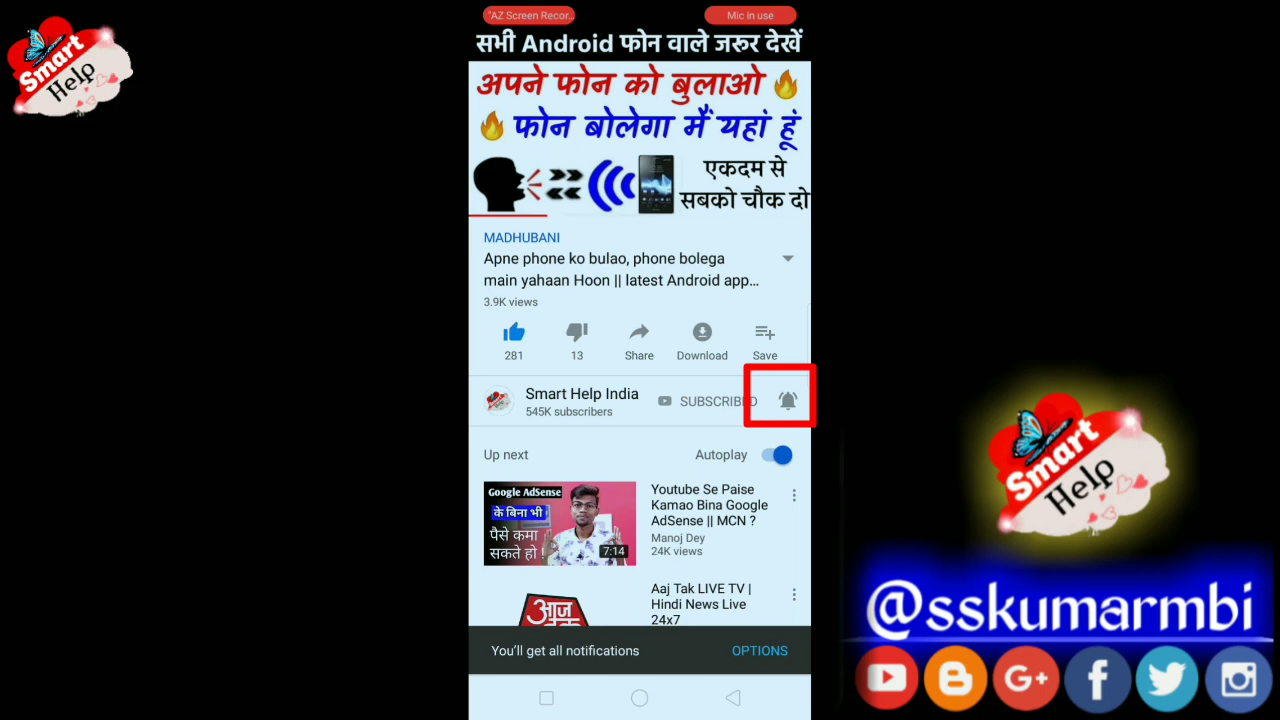 Smart
Help
"AZ Screen Recor...
Mic in use
सभी Android फोन वाले जरूर देखें
अपने फोन को बुलाओ
फोन बोलेगा मैं यहां हूं
एकदम से
सबको चौक दो
MADHUBANI
Apne phone ko bulao, phone bolega
main yahaan Hoon || latest Android app...
3.9K views
281
13
Share
Download
Save
Smart Help India
545K subscribers
SUBSCRIBED
Up next
Autoplay
Google AdSense
के बिना भी
पैसे कमा
सकते हो !
7:14
Youtube Se Paise
Kamao Bina Google
AdSense || MCN ?
Manoj Dey
24K views
आज
Aaj Tak LIVE TV |
Hindi News Live
24x7
You'll get all notifications
OPTIONS
Smart
Help
@sskumarmbi
G+